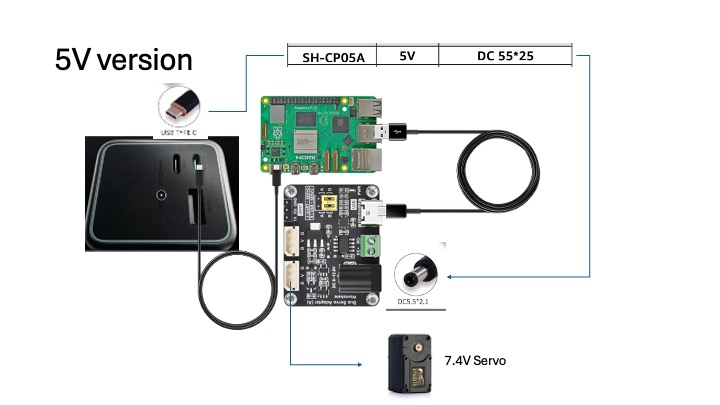 5V version
SH-CP05A 5V DC 55*25
USB TYPE C
HDMI
DC5.5*2.1
Bus Servo Adapter (A)
7.4V Servo